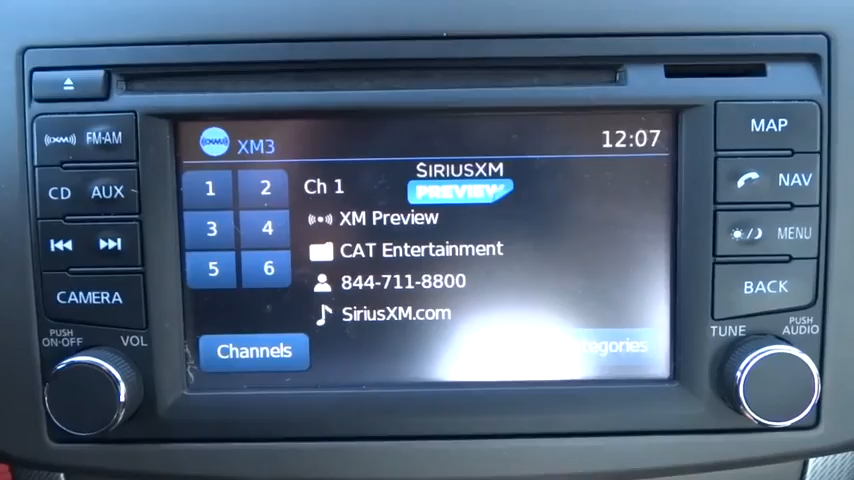 XM FM·AM
CD AUX
CAMERA
PUSH
ON·OFF
VOL
XM XM3
12:07
1 2
3 4
5 6
Ch 1
SIRIUSXM
PREVIEW
XM Preview
CAT Entertainment
844-711-8800
SiriusXM.com
Channels
MAP
NAV
MENU
BACK
TUNE
PUSH
AUDIO